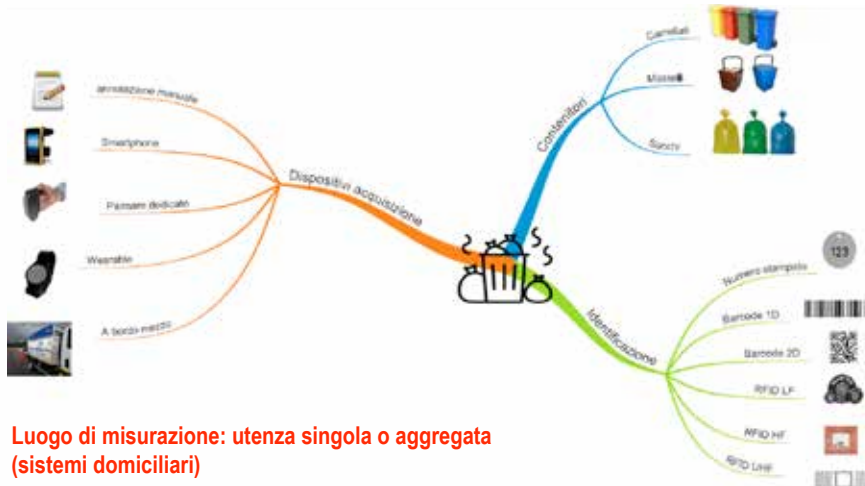 annotazione manuale
Smartphone
Palmare dedicato
Wearable
A bordo mezzo
Dispositivi acquisizione
Contenitori
Carrellati
Mastelli
Sacchi
Identificazione
Numero stampato
123
Barcode 1D
Barcode 2D
RFID LF
RFID HF
RFID UHF
Luogo di misurazione: utenza singola o aggregata
(sistemi domiciliari)